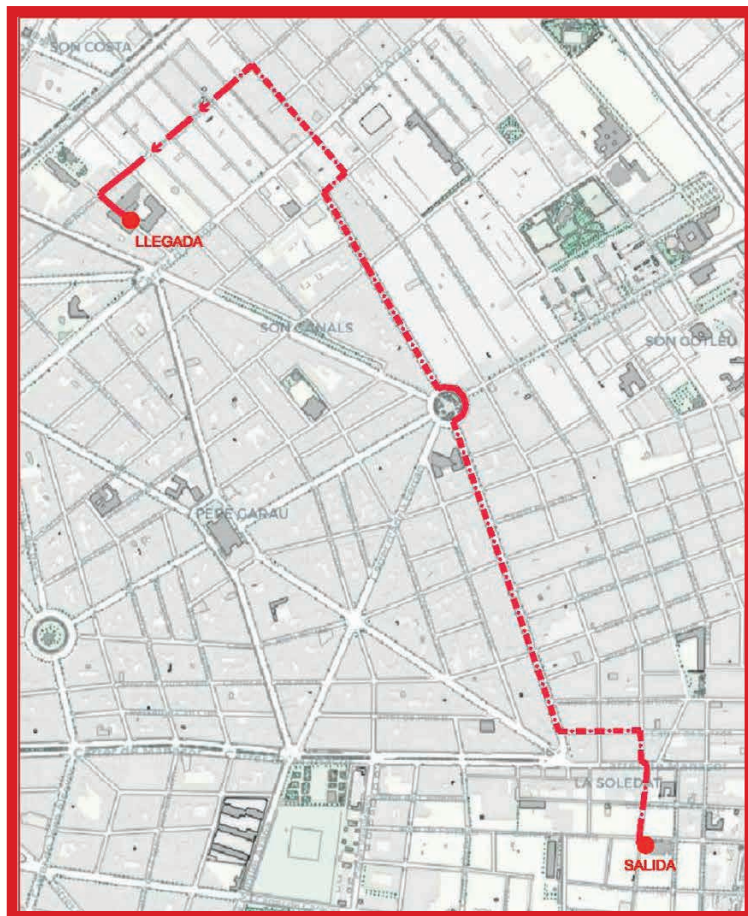 SON COSTA
LLEGADA
SON CANALS
SON GOTLEU
PERE GARAU
LA SOLEDAT
SALIDA